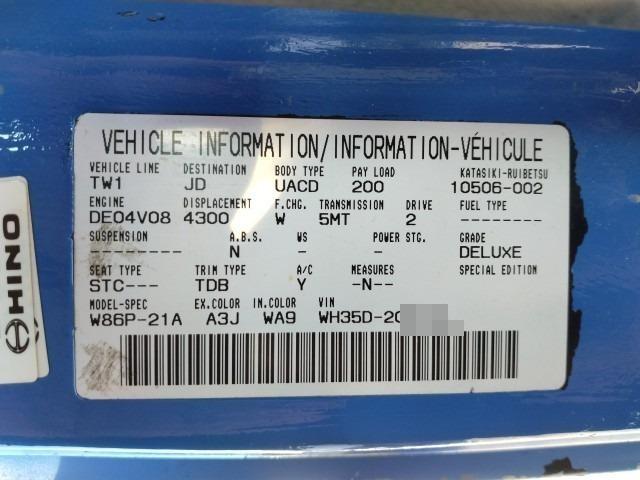 VEHICLE INFORMATION/INFORMATION-VÉHICULE
VEHICLE LINE DESTINATION BODY TYPE PAY LOAD KATASIKI-RUIBETSU
TW1 JD UACD 200 10506-002
ENGINE DISPLACEMENT F.CHG. TRANSMISSION DRIVE FUEL TYPE
DE04V08 4300 W 5MT 2 --------
SUSPENSION A.B.S. WS POWER STG. GRADE
-------- N - - DELUXE
SEAT TYPE TRIM TYPE A/C MEASURES SPECIAL EDITION
STC--- TDB Y -N--
MODEL-SPEC EX.COLOR IN.COLOR VIN
W86P-21A A3J WA9 WH35D-20
HINO